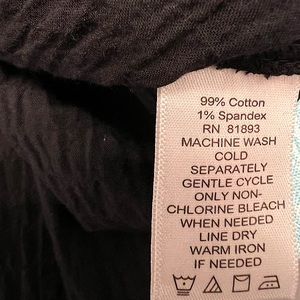 99% Cotton
1% Spandex
RN 81893
MACHINE WASH
COLD
SEPARATELY
GENTLE CYCLE
ONLY NON-
CHLORINE BLEACH
WHEN NEEDED
LINE DRY
WARM IRON
IF NEEDED